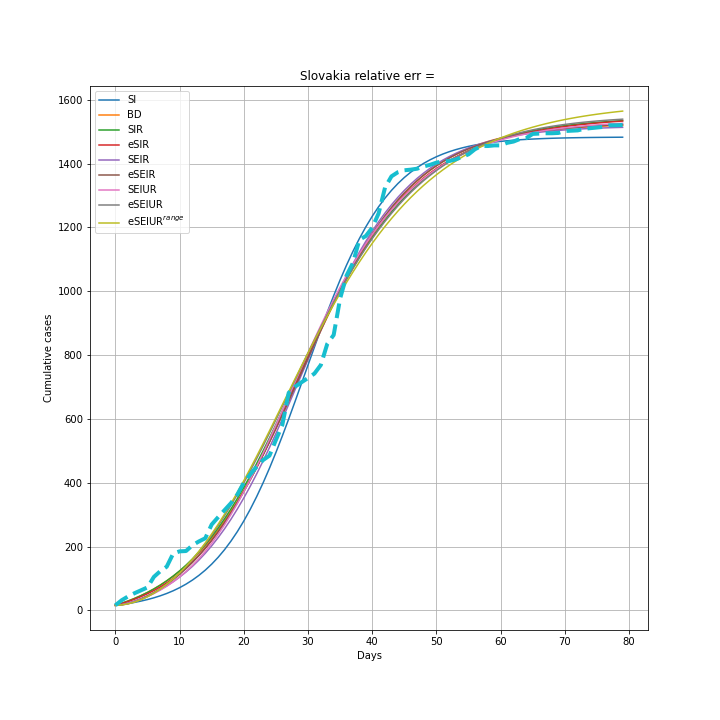 Slovakia relative err =
SI
BD
SIR
eSIR
SEIR
eSEIR
SEIUR
eSEIUR
eSEIUR^range
1600
1400
1200
1000
800
600
400
200
0
Cumulative cases
0 10 20 30 40 50 60 70 80
Days